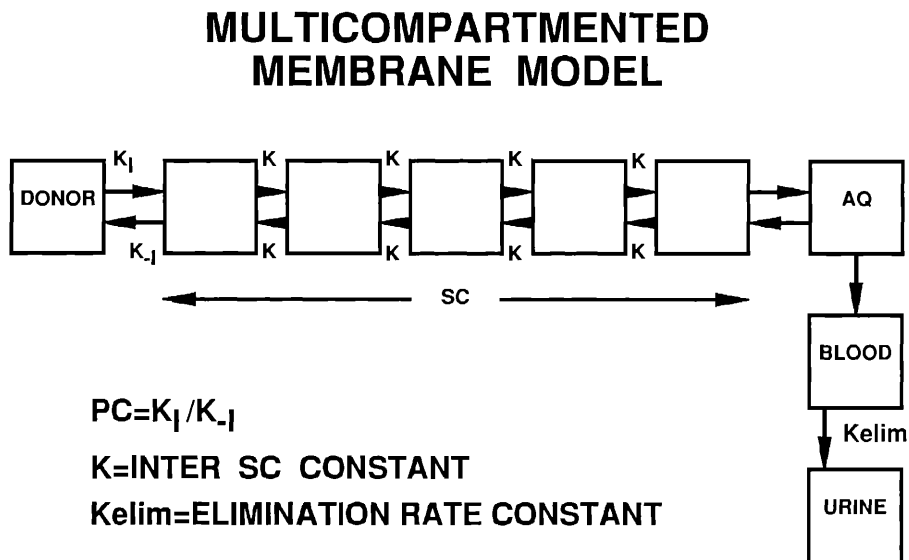 MULTICOMPARTMENTED
MEMBRANE MODEL
K₁ K K K K
DONOR AQ
K₋₁ K K K K
SC
BLOOD
PC=K₁/K₋₁
Kelim
K=INTER SC CONSTANT
Kelim=ELIMINATION RATE CONSTANT
URINE